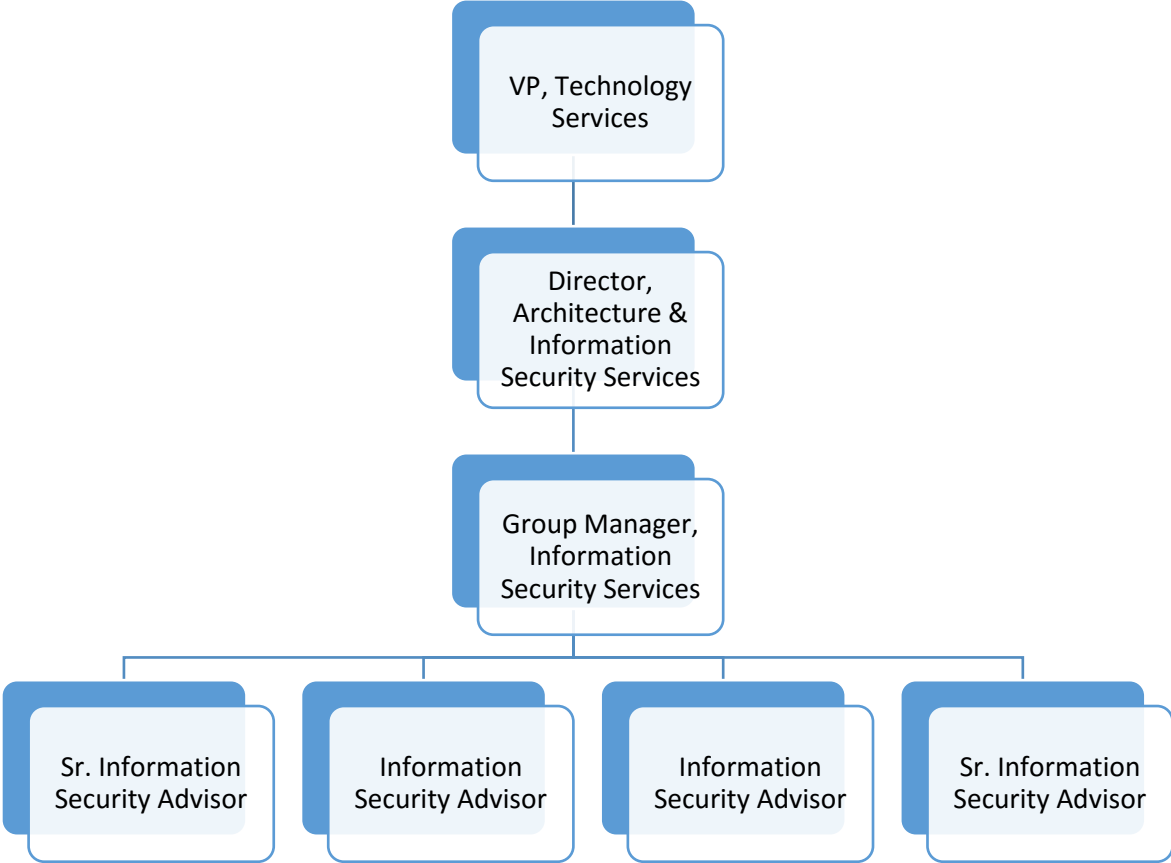 VP, Technology
Services
Director,
Architecture &
Information
Security Services
Group Manager,
Information
Security Services
Sr. Information
Security Advisor
Information
Security Advisor
Information
Security Advisor
Sr. Information
Security Advisor